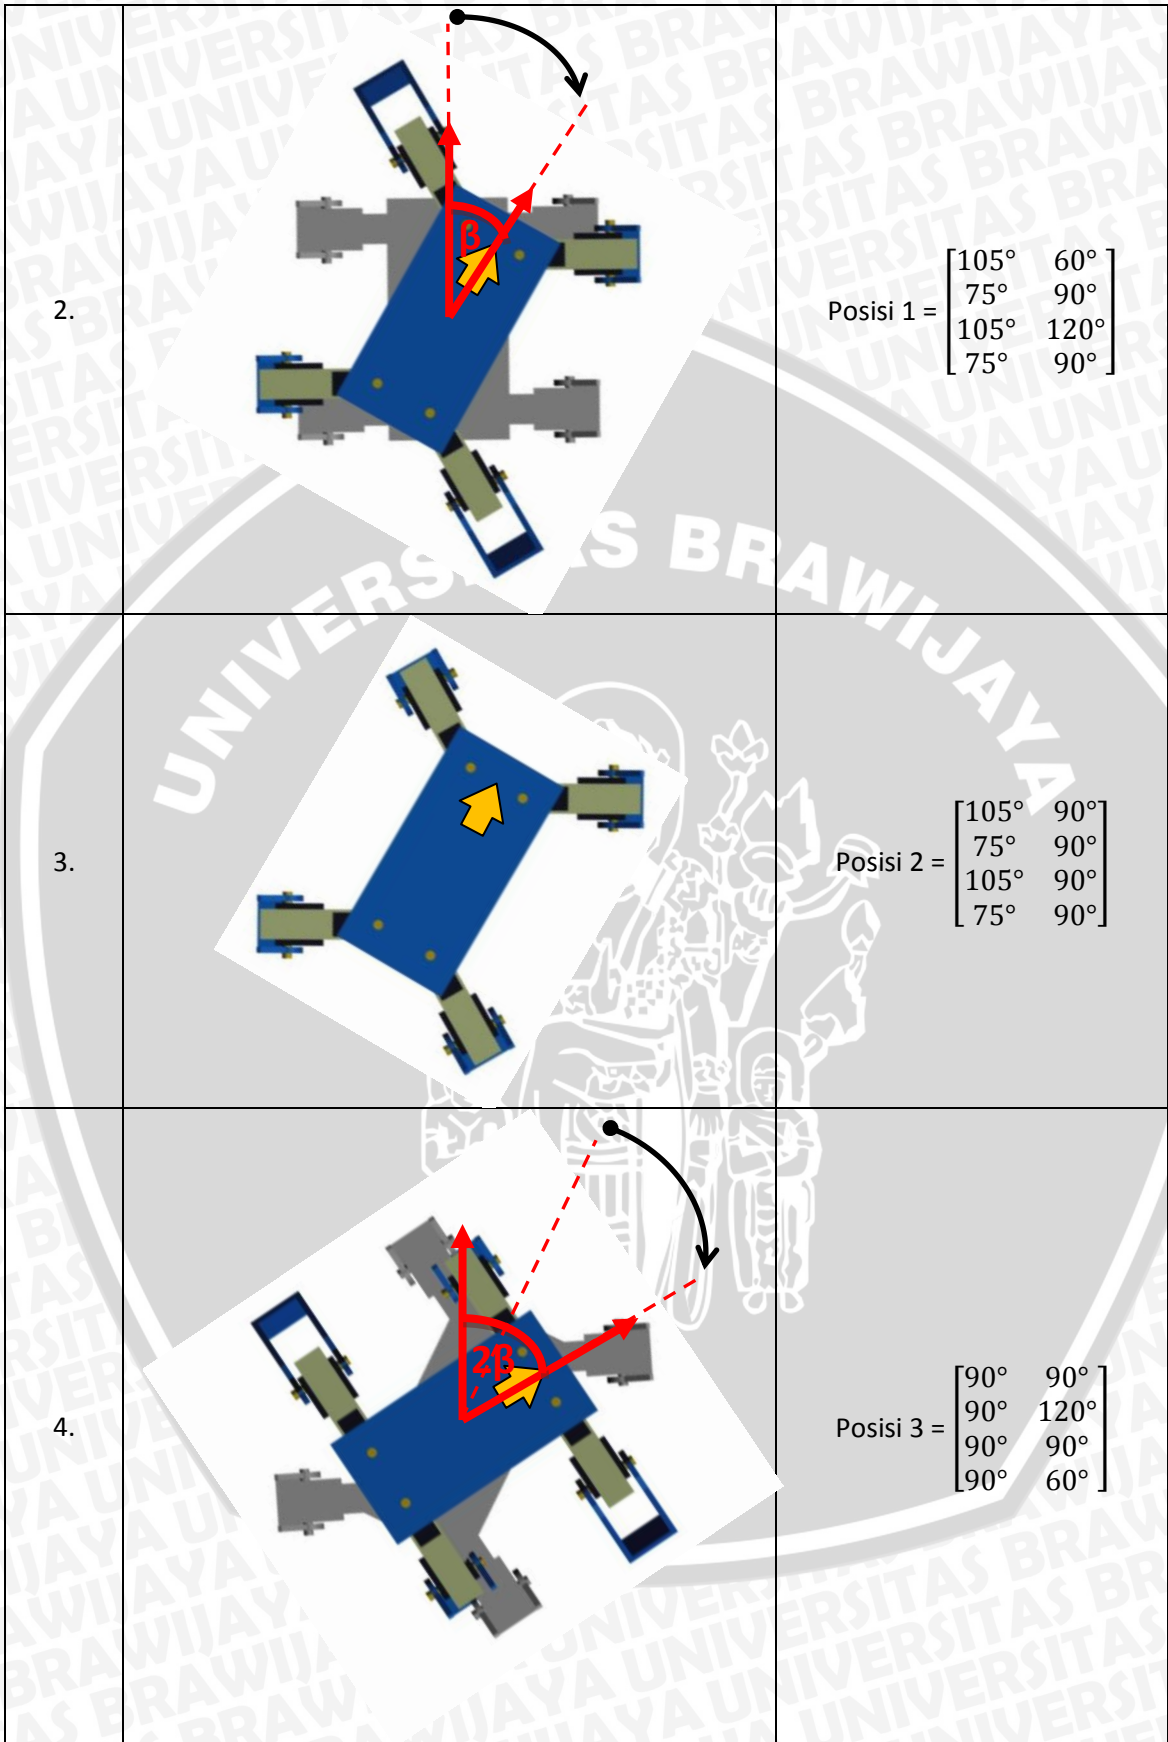 2.
β
Posisi 1 = [105° 60°
75° 90°
105° 120°
75° 90°]
3.
Posisi 2 = [105° 90°
75° 90°
105° 90°
75° 90°]
4.
2β
Posisi 3 = [90° 90°
90° 120°
90° 90°
90° 60°]
UNIVERSITAS BRAWIJAYA